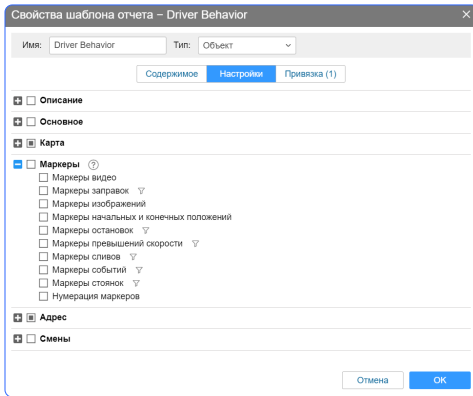 Свойства шаблона отчета – Driver Behavior
Имя: Driver Behavior Тип: Объект
Содержимое Настройки Привязка (1)
Описание
Основное
Карта
Маркеры ?
Маркеры видео
Маркеры заправок
Маркеры изображений
Маркеры начальных и конечных положений
Маркеры остановок
Маркеры превышений скорости
Маркеры сливов
Маркеры событий
Маркеры стоянок
Нумерация маркеров
Адрес
Смены
Отмена OK